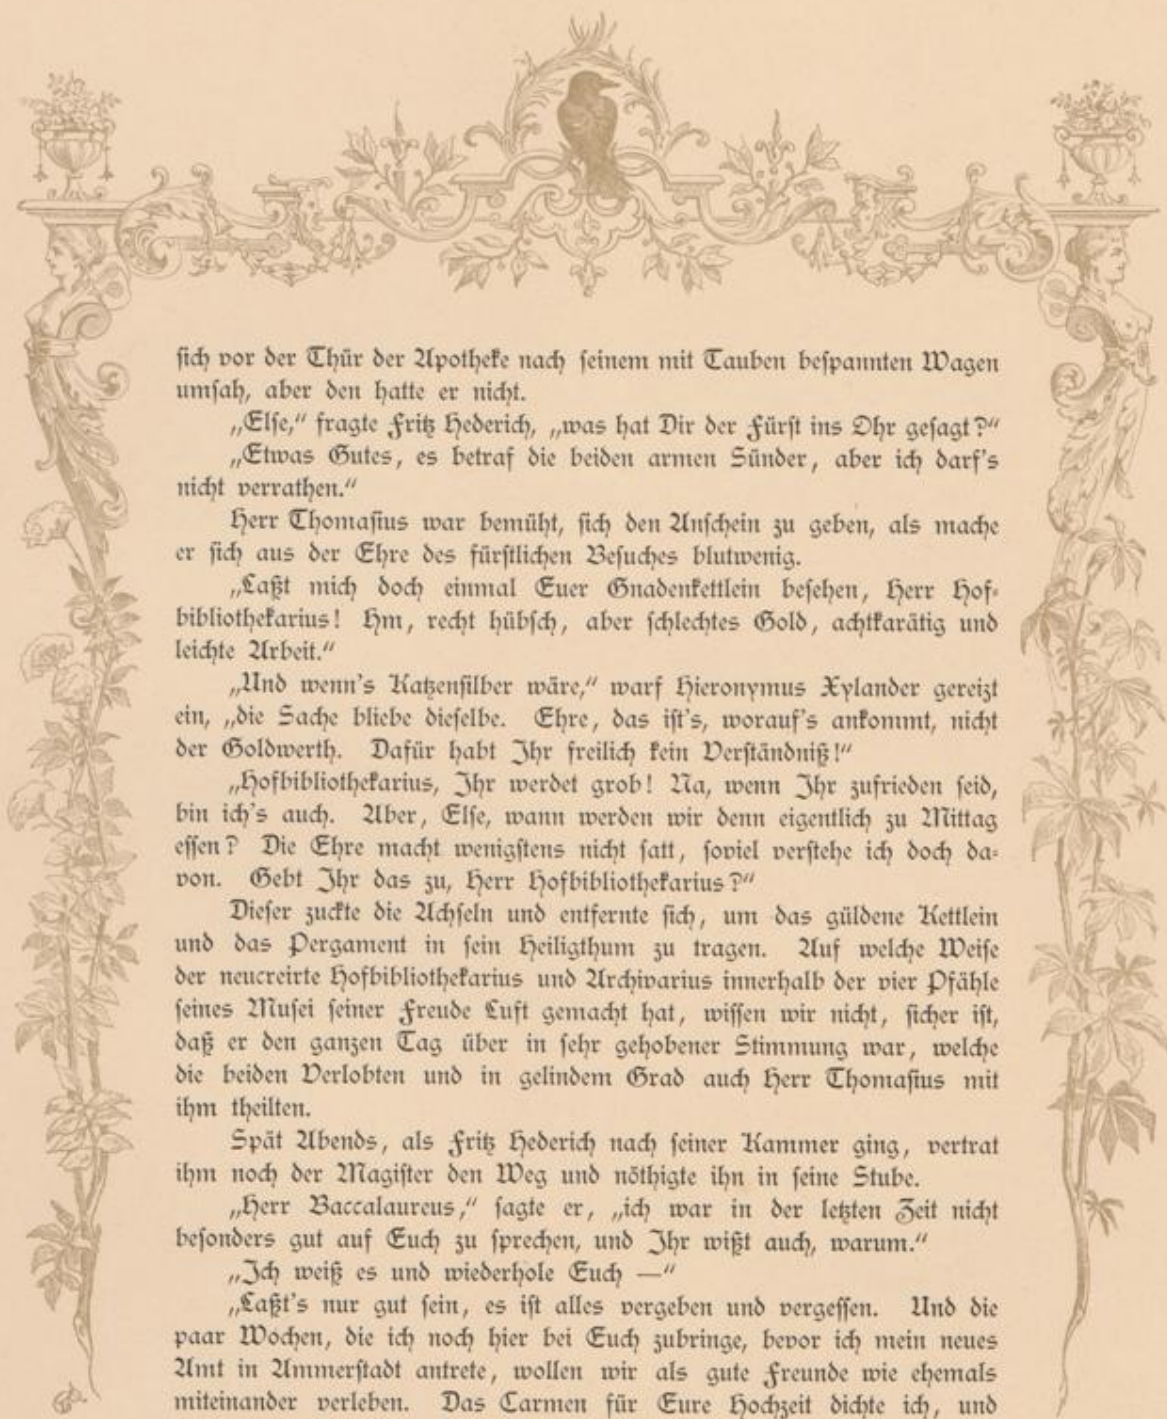 sich vor der Thür der Apotheke nach seinem mit Tauben bespannten Wagen
umsah, aber den hatte er nicht.
„Else,“ fragte Fritz Hederich, „was hat Dir der Fürst ins Ohr gesagt?“
„Etwas Gutes, es betraf die beiden armen Sünder, aber ich darf's
nicht verrathen.“
Herr Thomasius war bemüht, sich den Anschein zu geben, als mache
er sich aus der Ehre des fürstlichen Besuches blutwenig.
„Laßt mich doch einmal Euer Gnadenkettlein besehen, Herr Hof-
bibliothekarius! Hm, recht hübsch, aber schlechtes Gold, achtkarätig und
leichte Arbeit.“
„Und wenn's Katzensilber wäre,“ warf Hieronymus Xylander gereizt
ein, „die Sache bliebe dieselbe. Ehre, das ist's, worauf's ankommt, nicht
der Goldwerth. Dafür habt Ihr freilich kein Verständniß!“
„Hofbibliothekarius, Ihr werdet grob! Na, wenn Ihr zufrieden seid,
bin ich's auch. Aber, Else, wann werden wir denn eigentlich zu Mittag
essen? Die Ehre macht wenigstens nicht satt, soviel verstehe ich doch da-
von. Gebt Ihr das zu, Herr Hofbibliothekarius?“
Dieser zuckte die Achseln und entfernte sich, um das güldene Kettlein
und das Pergament in sein Heiligthum zu tragen. Auf welche Weise
der neucreirte Hofbibliothekarius und Archivarius innerhalb der vier Pfähle
seines Musei seiner Freude Luft gemacht hat, wissen wir nicht, sicher ist,
daß er den ganzen Tag über in sehr gehobener Stimmung war, welche
die beiden Verlobten und in gelindem Grad auch Herr Thomasius mit
ihm theilten.
Spät Abends, als Fritz Hederich nach seiner Kammer ging, vertrat
ihm noch der Magister den Weg und nöthigte ihn in seine Stube.
„Herr Baccalaureus,“ sagte er, „ich war in der letzten Zeit nicht
besonders gut auf Euch zu sprechen, und Ihr wißt auch, warum.“
„Ich weiß es und wiederhole Euch —“
„Laßt's nur gut sein, es ist alles vergeben und vergessen. Und die
paar Wochen, die ich noch hier bei Euch zubringe, bevor ich mein neues
Amt in Ammerstadt antrete, wollen wir als gute Freunde wie ehemals
miteinander verleben. Das Carmen für Eure Hochzeit dichte ich, und